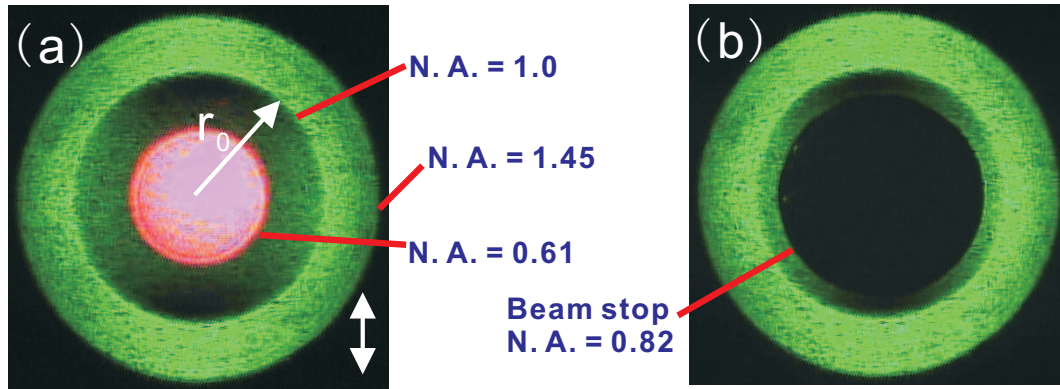 (a)
r₀
N. A. = 1.0
N. A. = 1.45
N. A. = 0.61
(b)
Beam stop
N. A. = 0.82